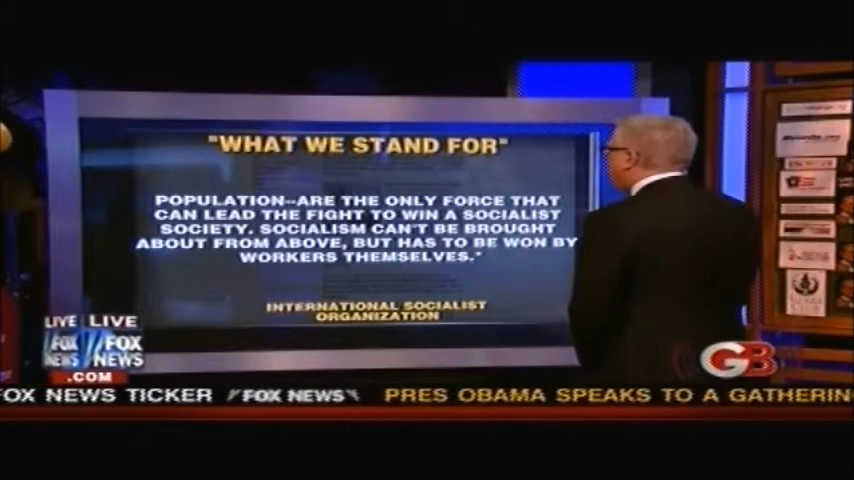 "WHAT WE STAND FOR"
POPULATION--ARE THE ONLY FORCE THAT
CAN LEAD THE FIGHT TO WIN A SOCIALIST
SOCIETY. SOCIALISM CAN'T BE BROUGHT
ABOUT FROM ABOVE, BUT HAS TO BE WON BY
WORKERS THEMSELVES."
INTERNATIONAL SOCIALIST
ORGANIZATION
LIVE LIVE
FOX FOX
NEWS NEWS
.COM
GB
OX NEWS TICKER FOX NEWS PRES OBAMA SPEAKS TO A GATHERIN